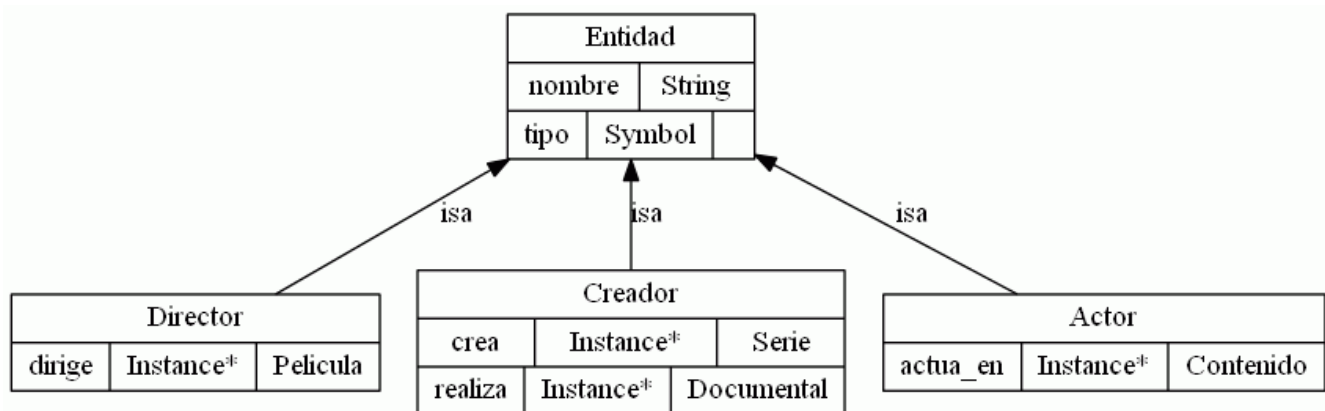 Entidad
nombre String
tipo Symbol
isa isa isa
Director
dirige Instance* Pelicula
Creador
crea Instance* Serie
realiza Instance* Documental
Actor
actua_en Instance* Contenido